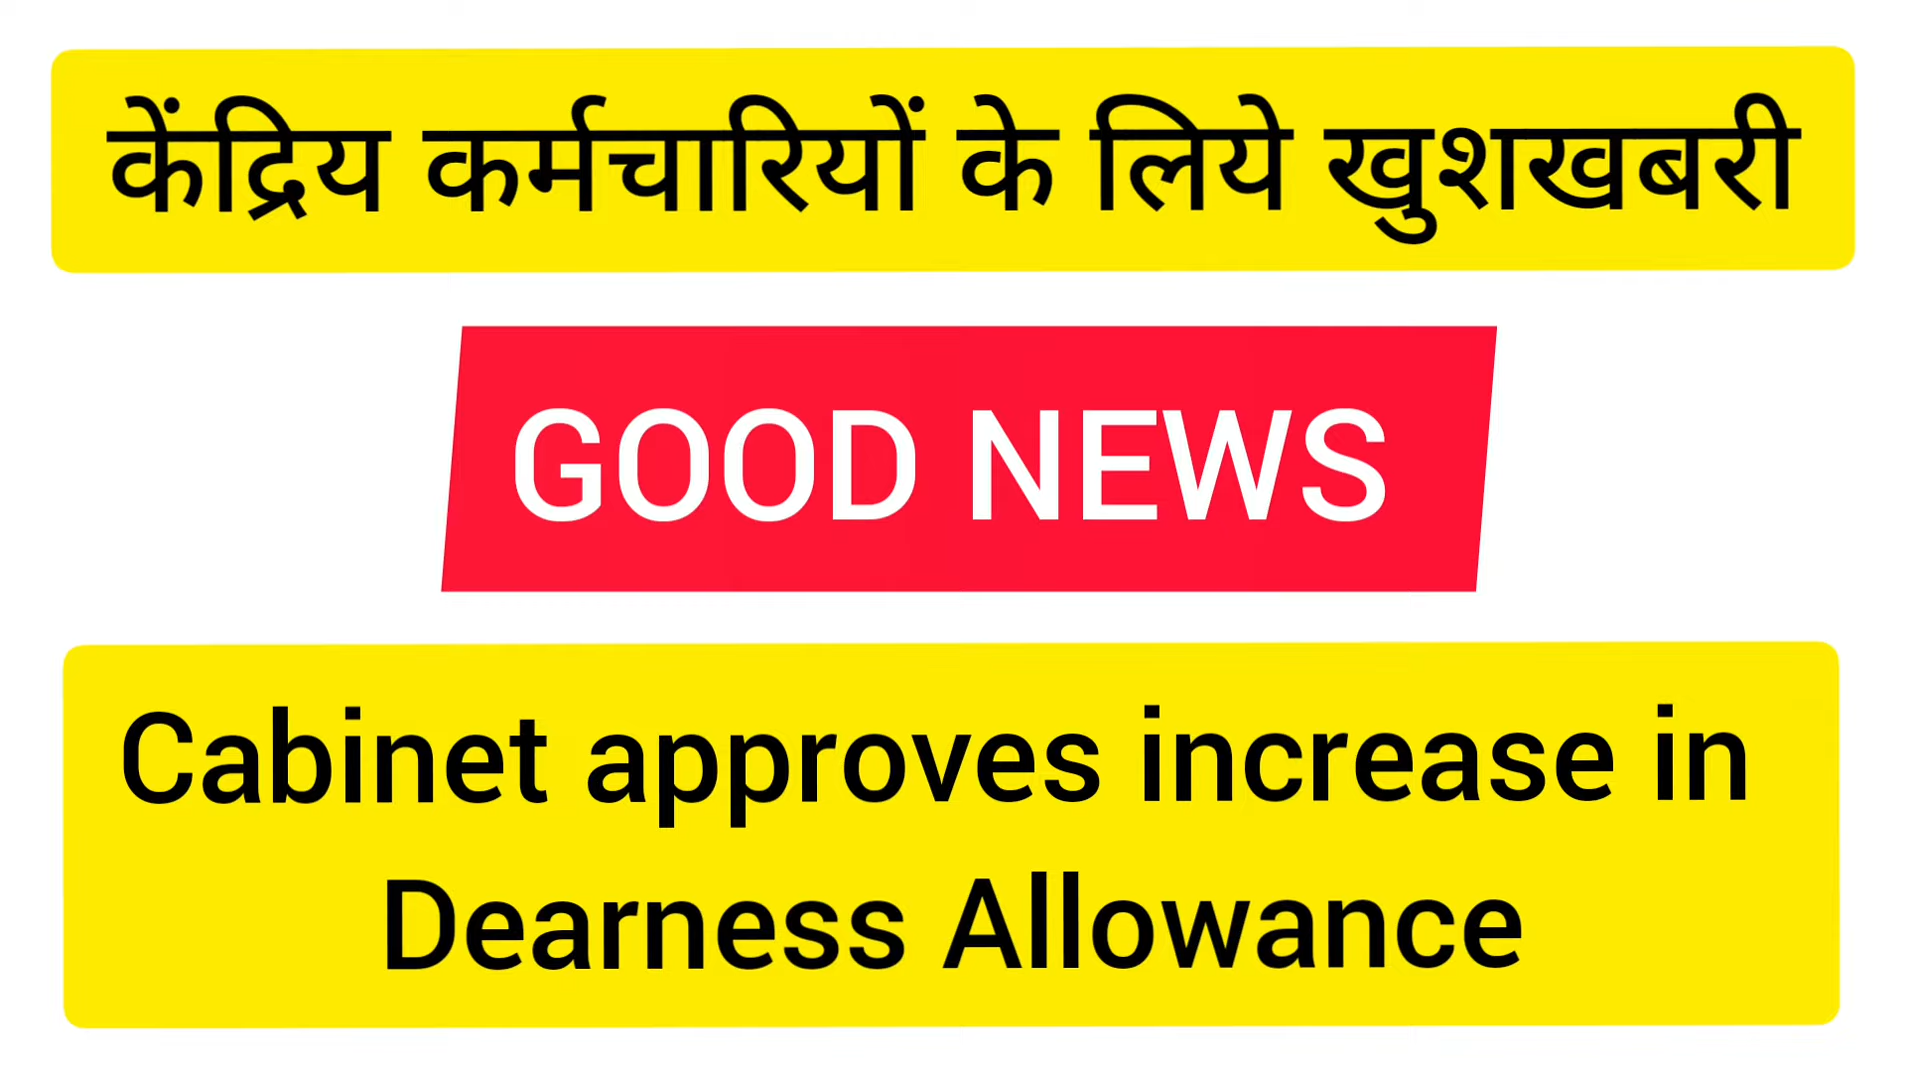 केंद्रिय कर्मचारियों के लिये खुशखबरी
GOOD NEWS
Cabinet approves increase in
Dearness Allowance